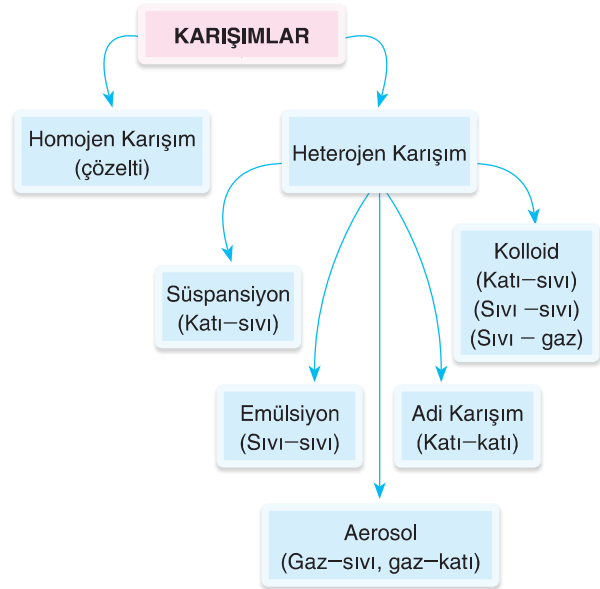 KARIŞIMLAR
Homojen Karışım
(çözelti)
Heterojen Karışım
Süspansiyon
(Katı–sıvı)
Kolloid
(Katı–sıvı)
(Sıvı –sıvı)
(Sıvı – gaz)
Emülsiyon
(Sıvı–sıvı)
Adi Karışım
(Katı–katı)
Aerosol
(Gaz–sıvı, gaz–katı)